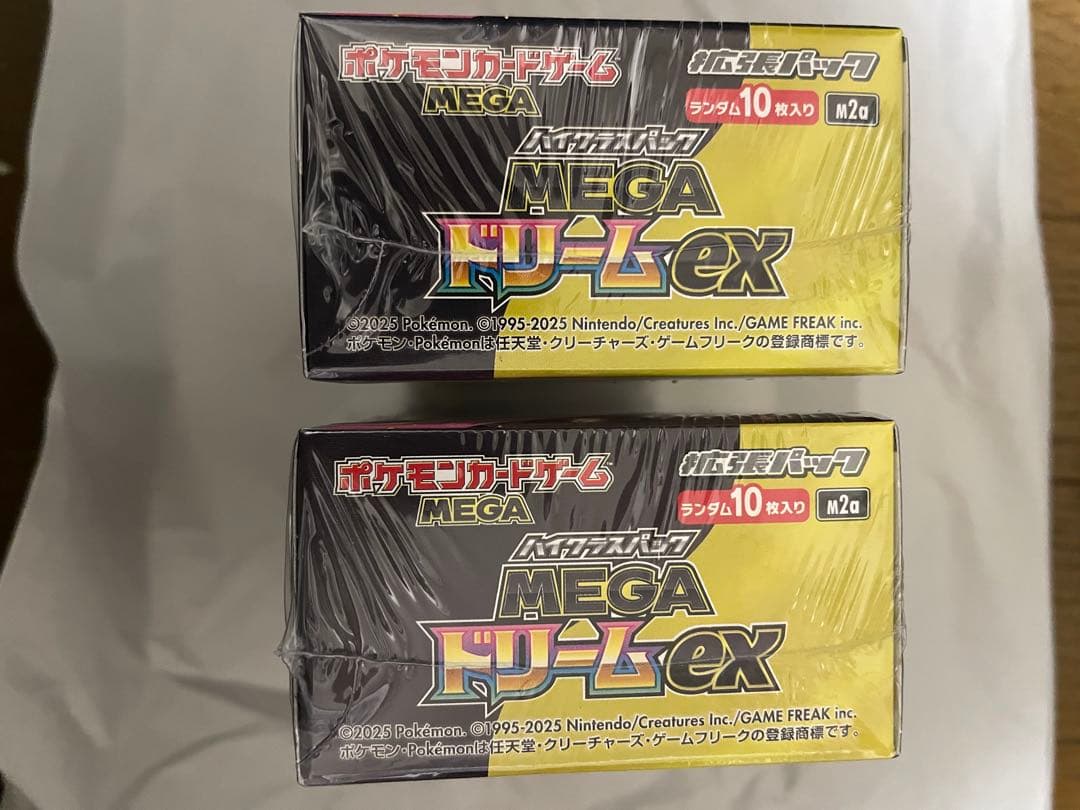 ポケモンカードゲーム
MEGA
拡張パック
ランダム10枚入り M2a
ハイクラスパック
MEGA
ドリームex
©2025 Pokémon. ©1995-2025 Nintendo/Creatures Inc./GAME FREAK inc.
ポケモン・Pokémonは任天堂・クリーチャーズ・ゲームフリークの登録商標です。
ポケモンカードゲーム
MEGA
拡張パック
ランダム10枚入り M2a
ハイクラスパック
MEGA
ドリームex
©2025 Pokémon. ©1995-2025 Nintendo/Creatures Inc./GAME FREAK inc.
ポケモン・Pokémonは任天堂・クリーチャーズ・ゲームフリークの登録商標です。